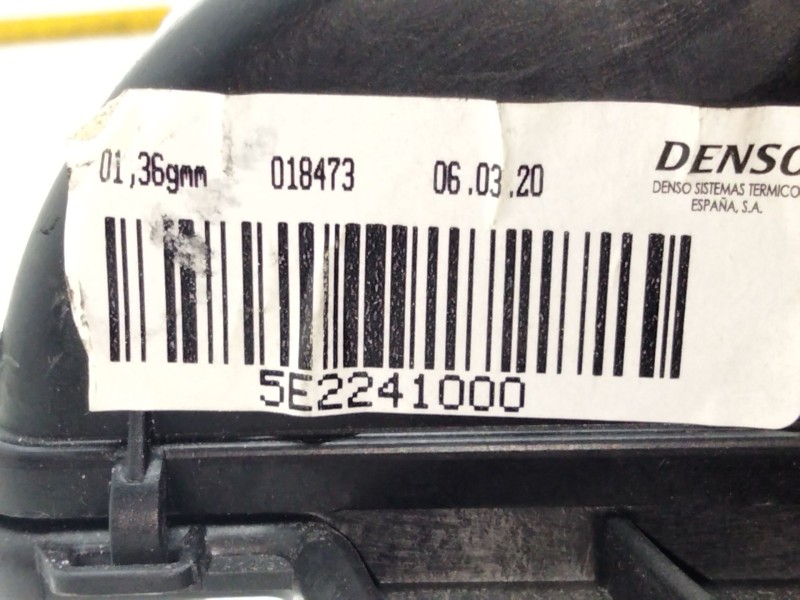 01,36gmm 018473 06.03.20
DENSO
DENSO SISTEMAS TERMICO
ESPAÑA, S.A.
5E2241000